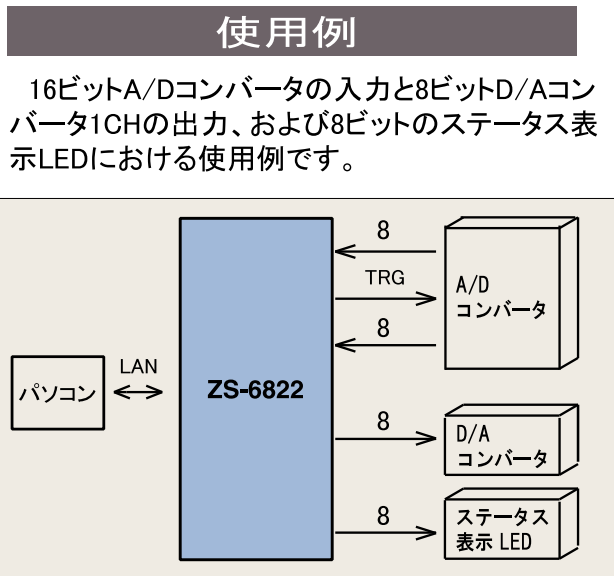 使用例
16ビットA/Dコンバータの入力と8ビットD/Aコン
バータ1CHの出力、および8ビットのステータス表
示LEDにおける使用例です。
8
TRG
A/D
コンバータ
8
LAN
パソコン
ZS-6822
8
D/A
コンバータ
8
ステータス
表示 LED